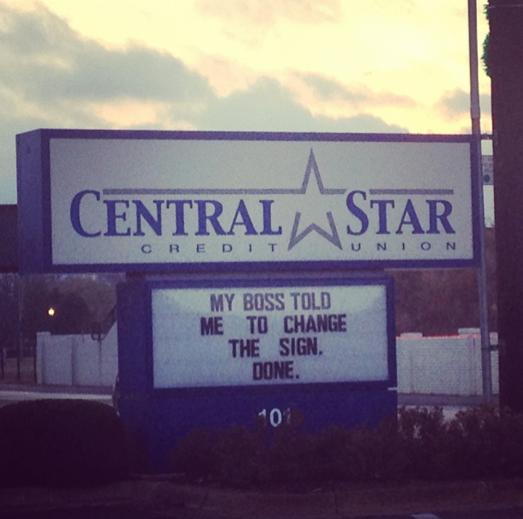 CENTRAL STAR
CREDIT UNION
MY BOSS TOLD
ME TO CHANGE
THE SIGN.
DONE.